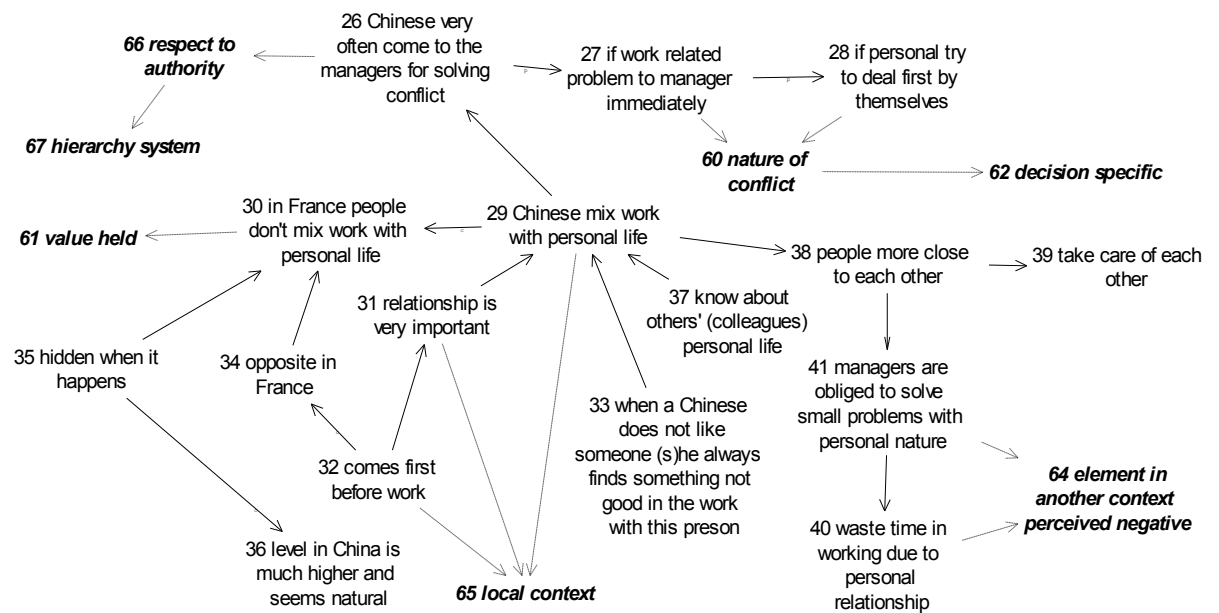 26 Chinese very
often come to the
managers for solving
conflict
66 respect to
authority
27 if work related
problem to manager
immediately
28 if personal try
to deal first by
themselves
67 hierarchy system
60 nature of
conflict
62 decision specific
30 in France people
don't mix work with
personal life
61 value held
29 Chinese mix work
with personal life
38 people more close
to each other
39 take care of each
other
31 relationship is
very important
37 know about
others' (colleagues)
personal life
35 hidden when it
happens
34 opposite in
France
41 managers are
obliged to solve
small problems with
personal nature
33 when a Chinese
does not like
someone (s)he always
finds something not
good in the work
with this preson
32 comes first
before work
64 element in
another context
perceived negative
36 level in China is
much higher and
seems natural
65 local context
40 waste time in
working due to
personal
relationship